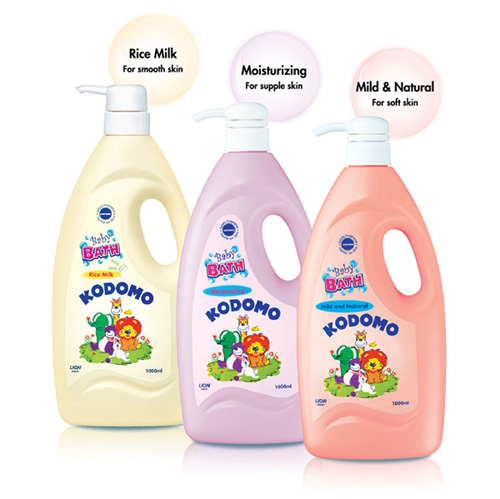 Rice Milk
For smooth skin
Moisturizing
For supple skin
Mild & Natural
For soft skin
Baby
BATH
Rice Milk
KODOMO
LION
1000ml
Baby
BATH
Moisturizing
KODOMO
LION
1000ml
Baby
BATH
Mild and Natural
KODOMO
LION
1000ml